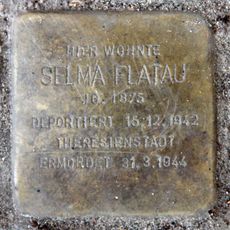 HIER WOHNTE
SELMA FLATAU
JG. 1875
DEPORTIERT 15.12.1942
THERESIENSTADT
ERMORDET 31.3.1944